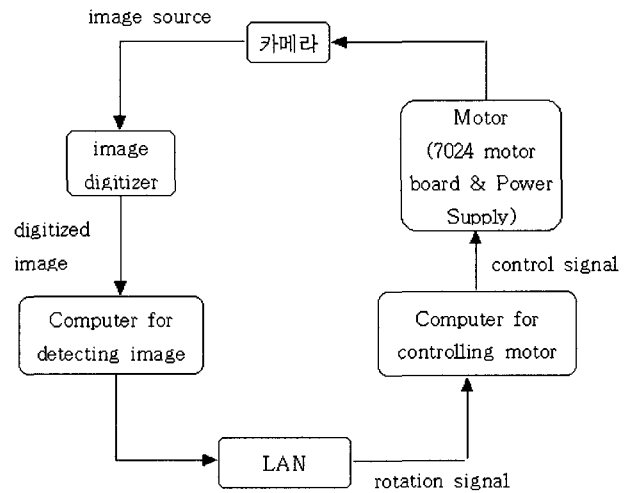 image source
카메라
image
digitizer
Motor
(7024 motor
board & Power
Supply)
digitized
image
control signal
Computer for
detecting image
Computer for
controlling motor
LAN
rotation signal